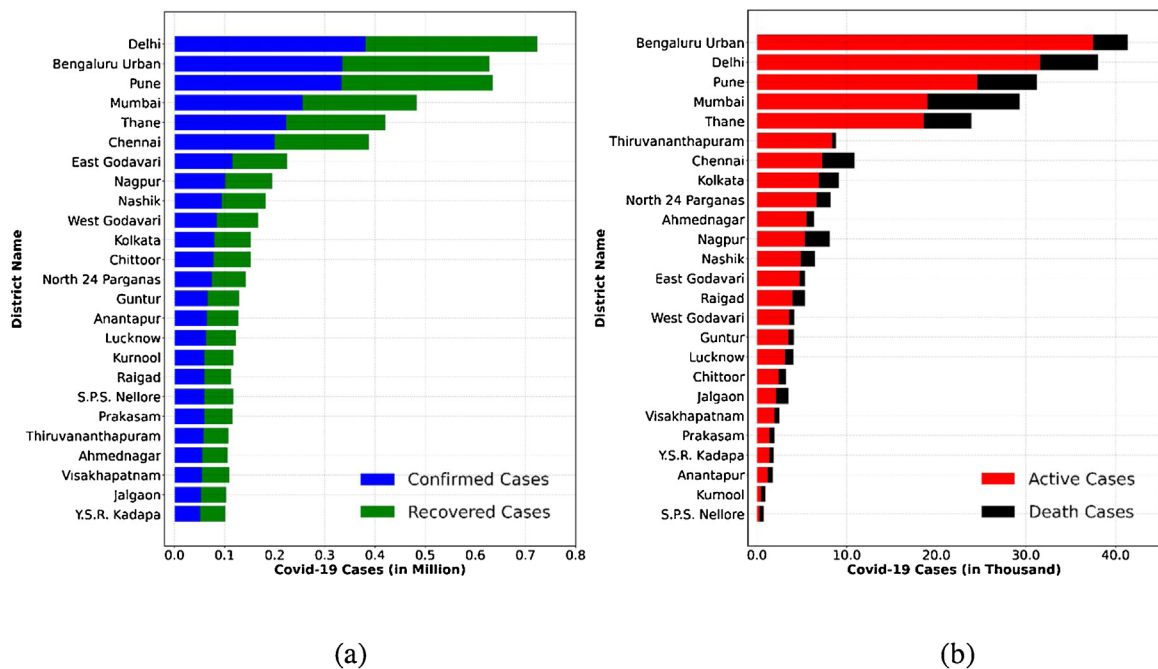 District Name
Delhi
Bengaluru Urban
Pune
Mumbai
Thane
Chennai
East Godavari
Nagpur
Nashik
West Godavari
Kolkata
Chittoor
North 24 Parganas
Guntur
Anantapur
Lucknow
Kurnool
Raigad
S.P.S. Nellore
Prakasam
Thiruvananthapuram
Ahmednagar
Visakhapatnam
Jalgaon
Y.S.R. Kadapa
Confirmed Cases
Recovered Cases
0.0 0.1 0.2 0.3 0.4 0.5 0.6 0.7 0.8
Covid-19 Cases (in Million)
(a)
District Name
Bengaluru Urban
Delhi
Pune
Mumbai
Thane
Thiruvananthapuram
Chennai
Kolkata
North 24 Parganas
Ahmednagar
Nagpur
Nashik
East Godavari
Raigad
West Godavari
Guntur
Lucknow
Chittoor
Jalgaon
Visakhapatnam
Prakasam
Y.S.R. Kadapa
Anantapur
Kurnool
S.P.S. Nellore
Active Cases
Death Cases
0.0 10.0 20.0 30.0 40.0
Covid-19 Cases (in Thousand)
(b)